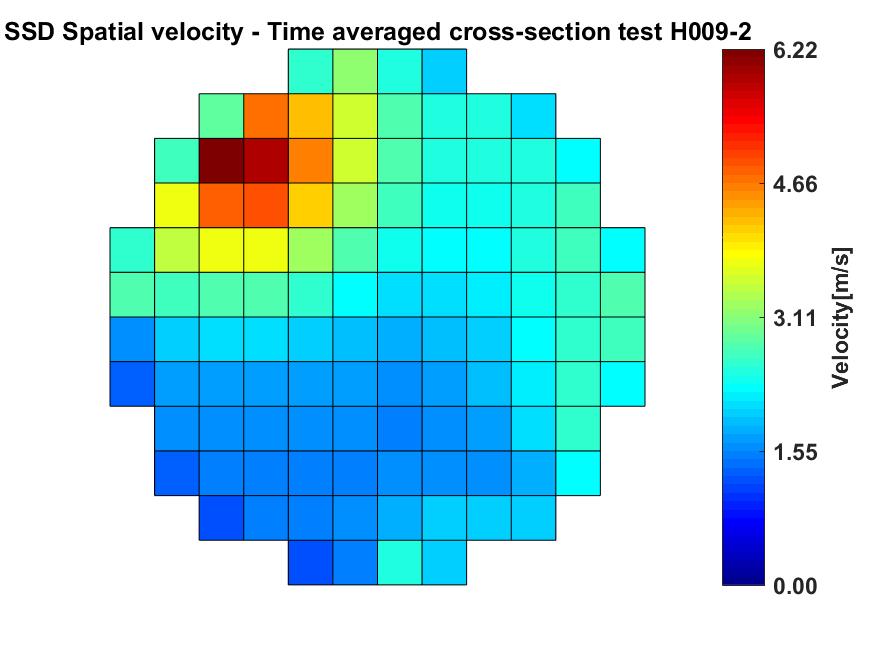 SSD Spatial velocity - Time averaged cross-section test H009-2
6.22
4.66
3.11
1.55
0.00
Velocity[m/s]